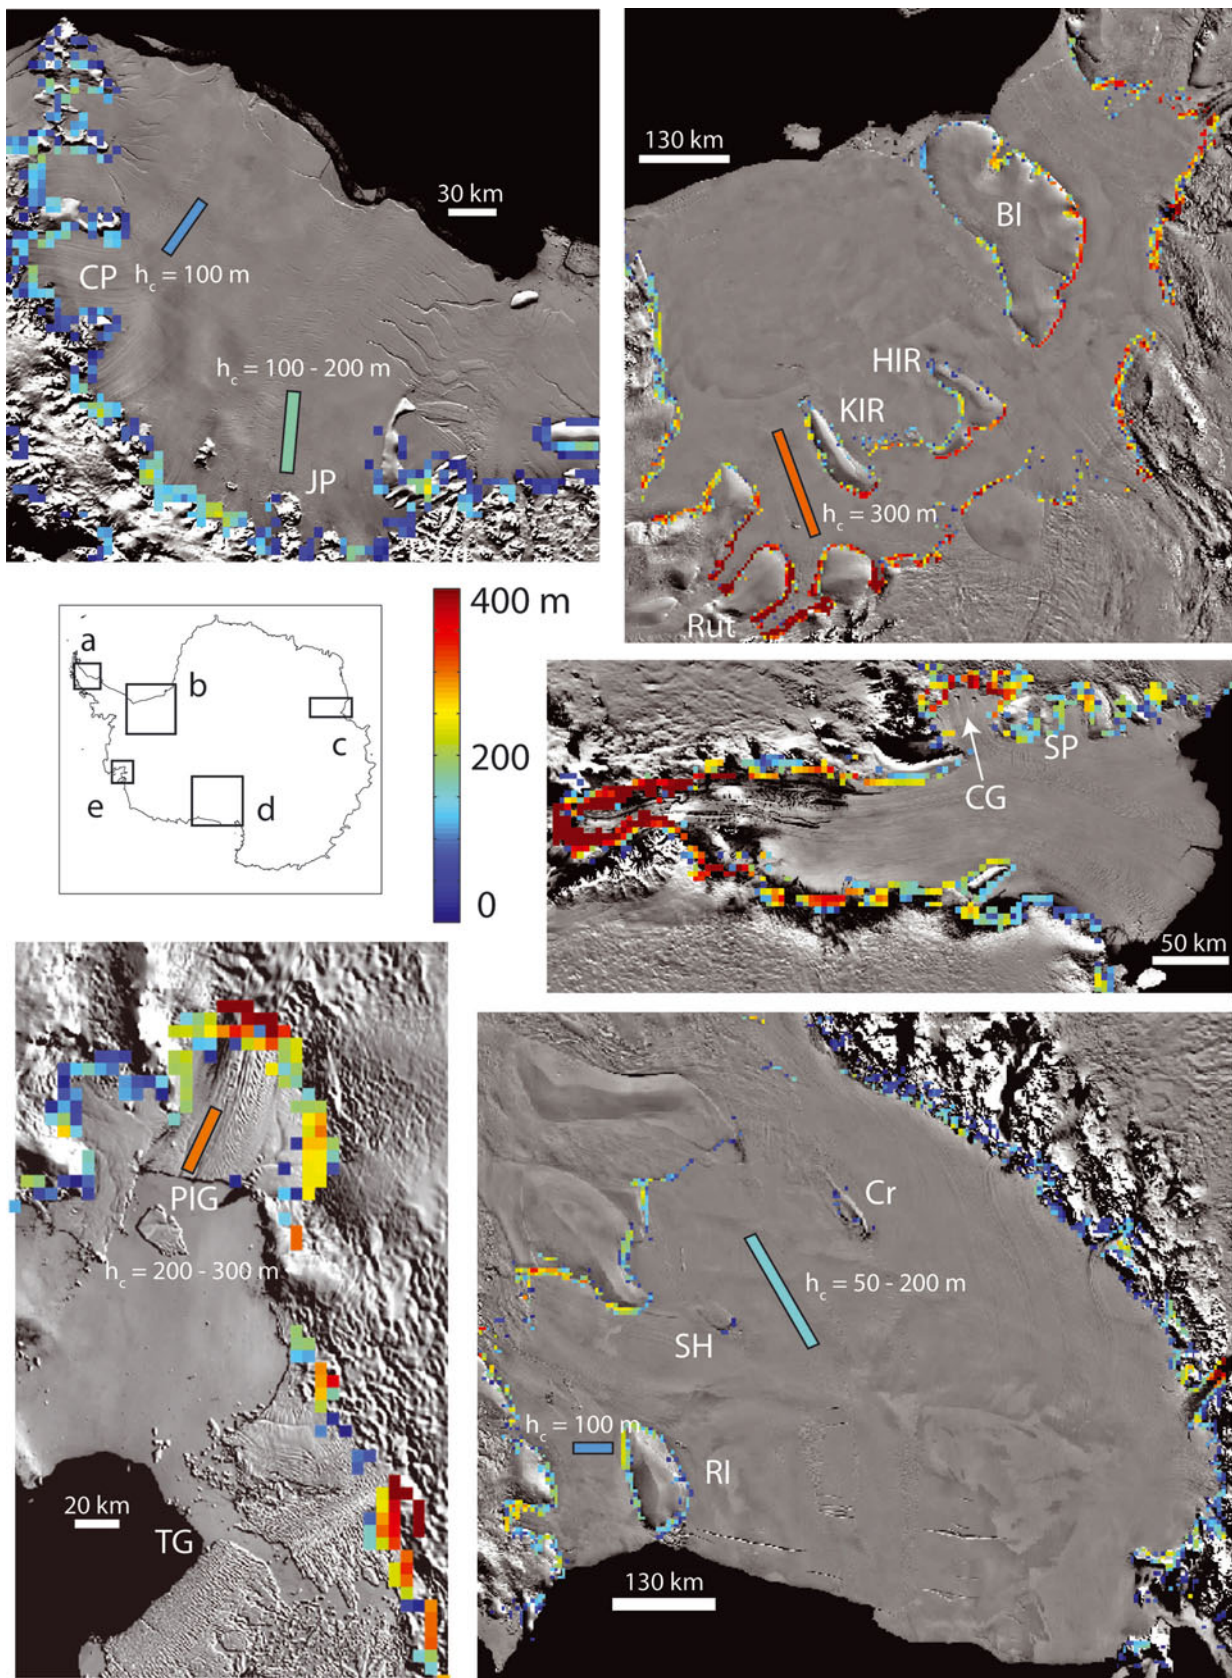 30 km
CP
h_c = 100 m
h_c = 100 - 200 m
JP
130 km
BI
HIR
KIR
h_c = 300 m
Rut
a
b
c
d
e
400 m
200
0
SP
CG
50 km
PIG
h_c = 200 - 300 m
20 km
TG
Cr
h_c = 50 - 200 m
SH
h_c = 100 m
RI
130 km